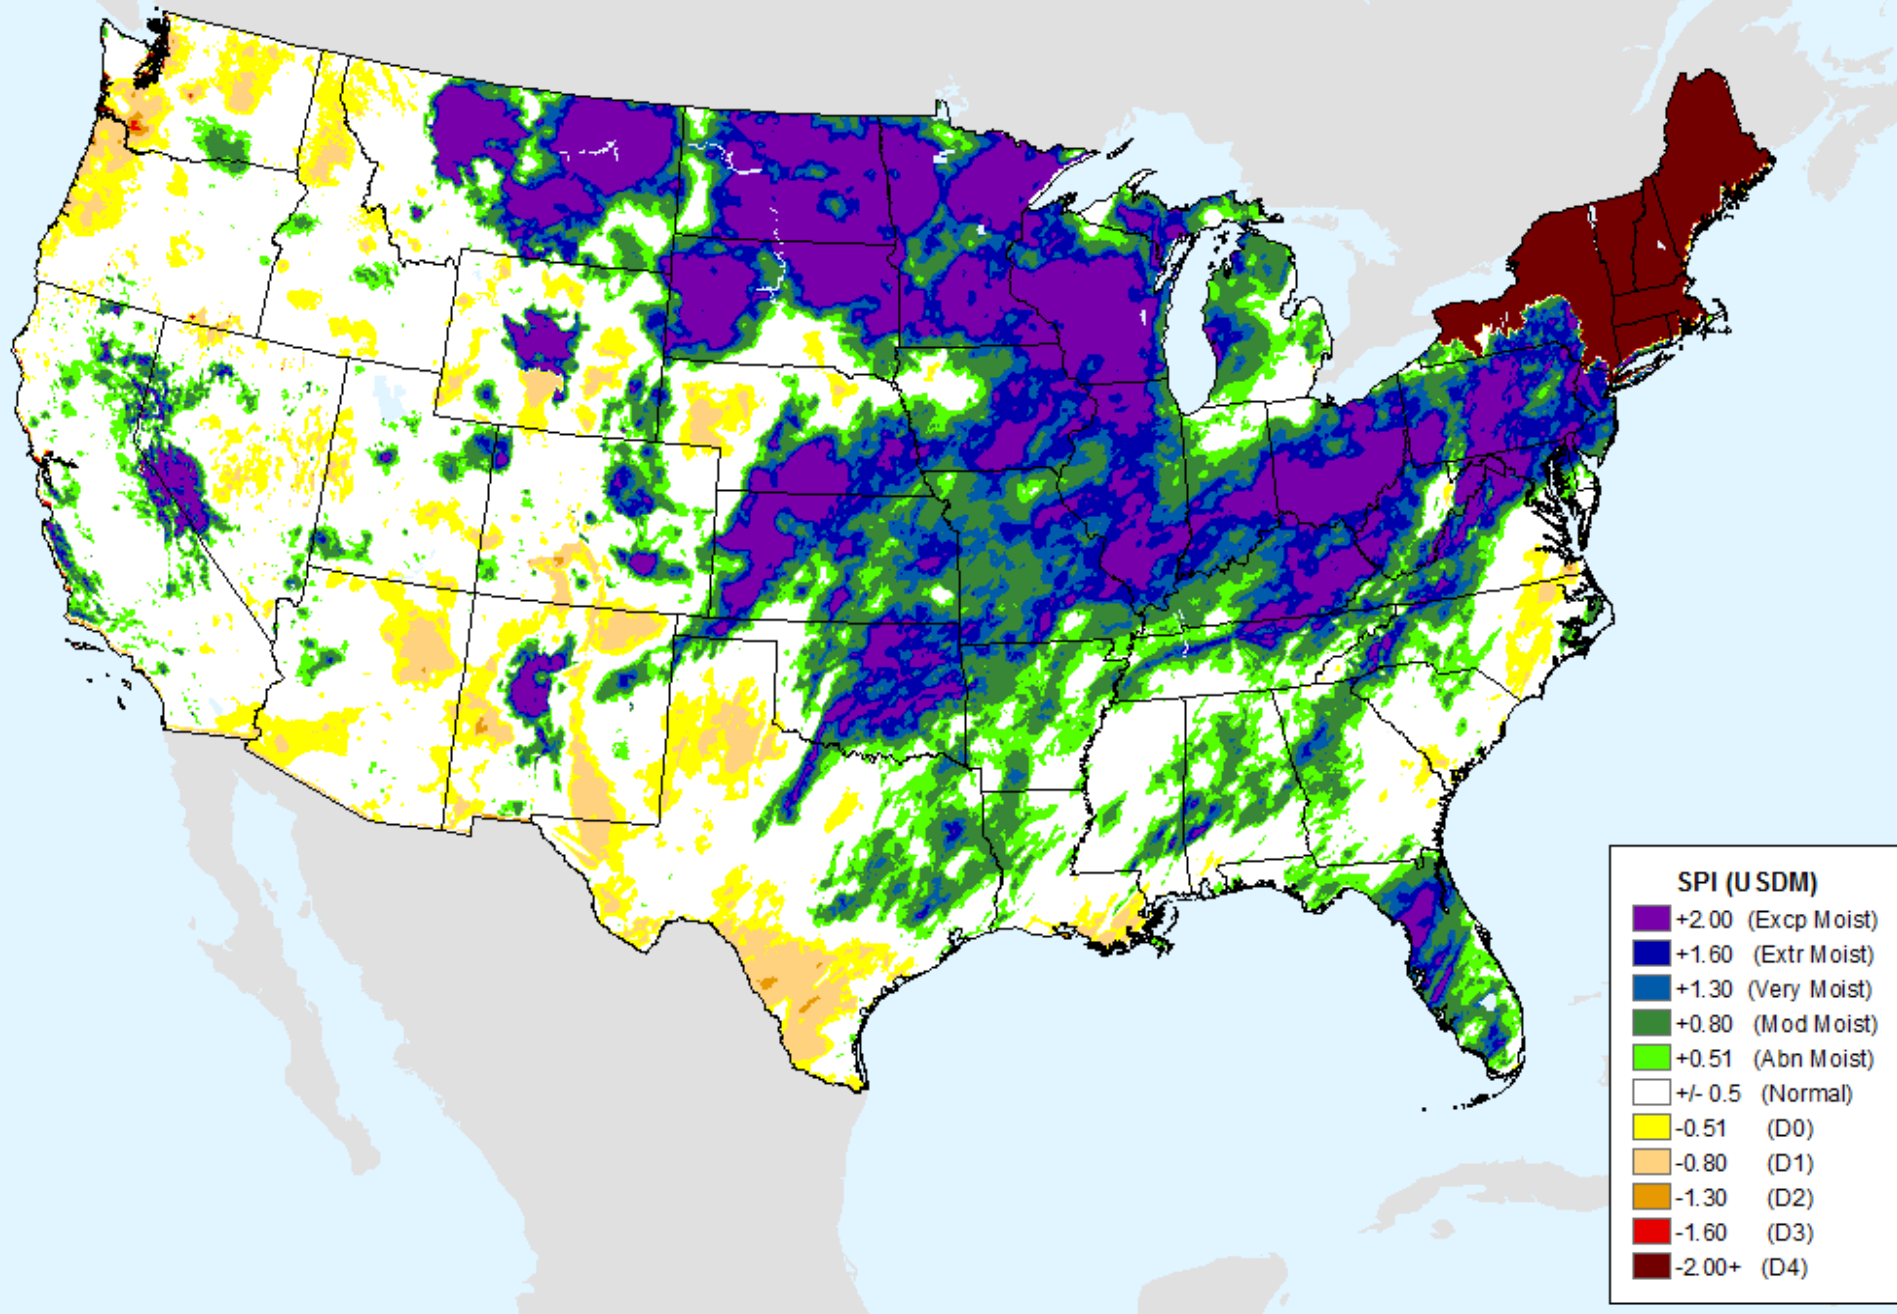 SPI (USDM)
+2.00 (Excp Moist)
+1.60 (Extr Moist)
+1.30 (Very Moist)
+0.80 (Mod Moist)
+0.51 (Abn Moist)
+/- 0.5 (Normal)
-0.51 (D0)
-0.80 (D1)
-1.30 (D2)
-1.60 (D3)
-2.00+ (D4)